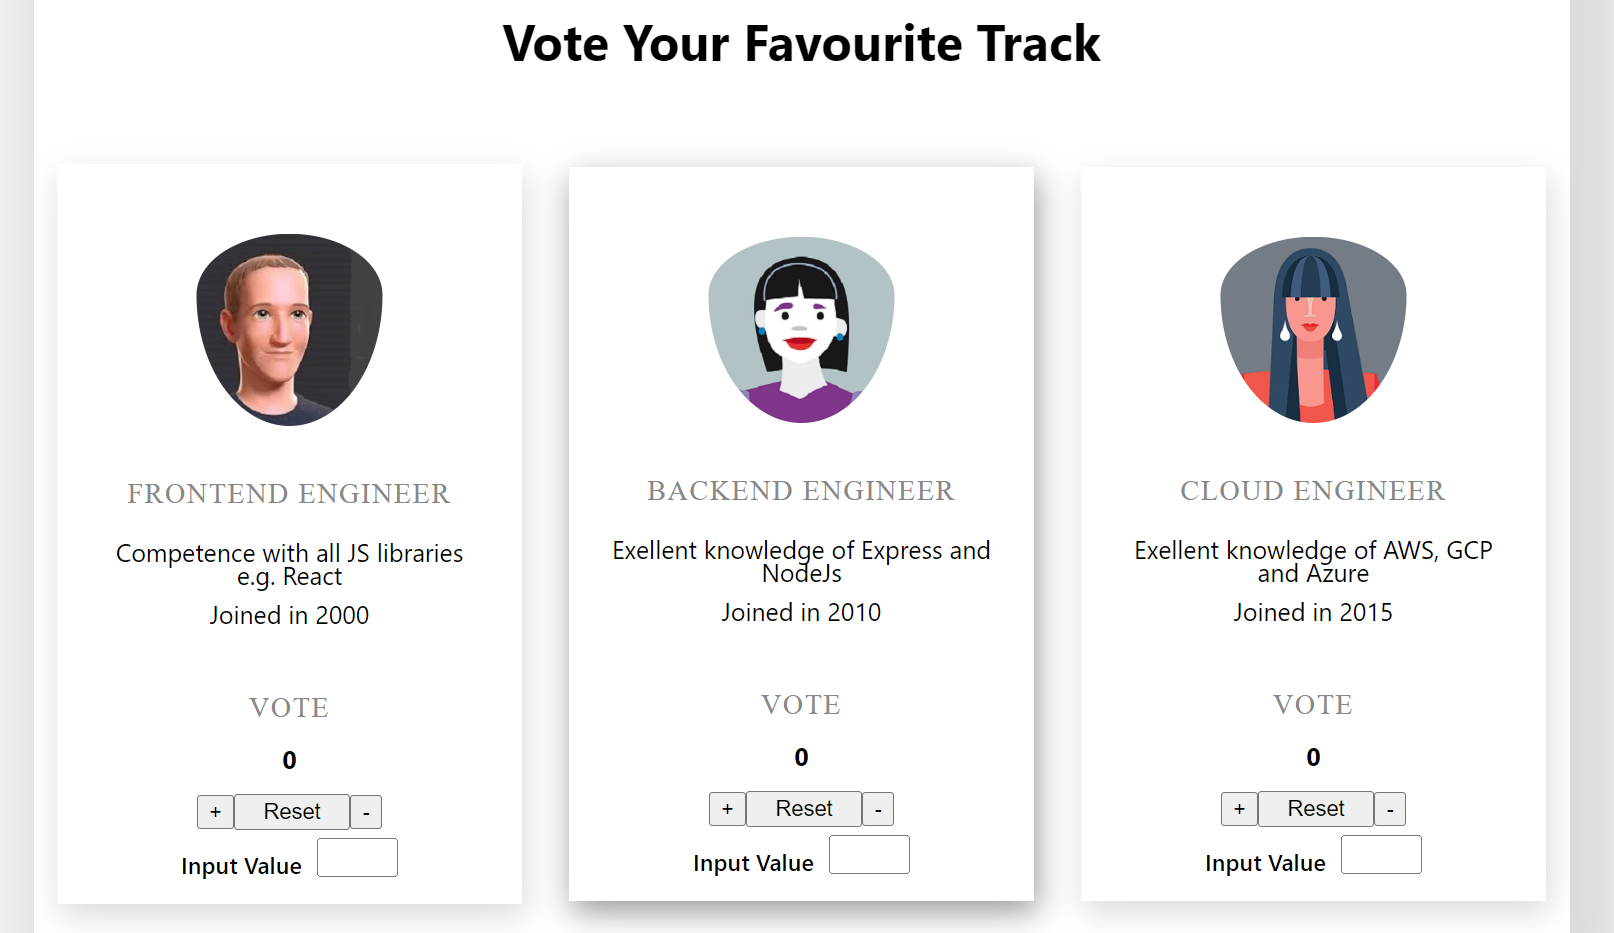 Vote Your Favourite Track
FRONTEND ENGINEER
Competence with all JS libraries
e.g. React
Joined in 2000
VOTE
0
+ Reset -
Input Value
BACKEND ENGINEER
Exellent knowledge of Express and
NodeJs
Joined in 2010
VOTE
0
+ Reset -
Input Value
CLOUD ENGINEER
Exellent knowledge of AWS, GCP
and Azure
Joined in 2015
VOTE
0
+ Reset -
Input Value